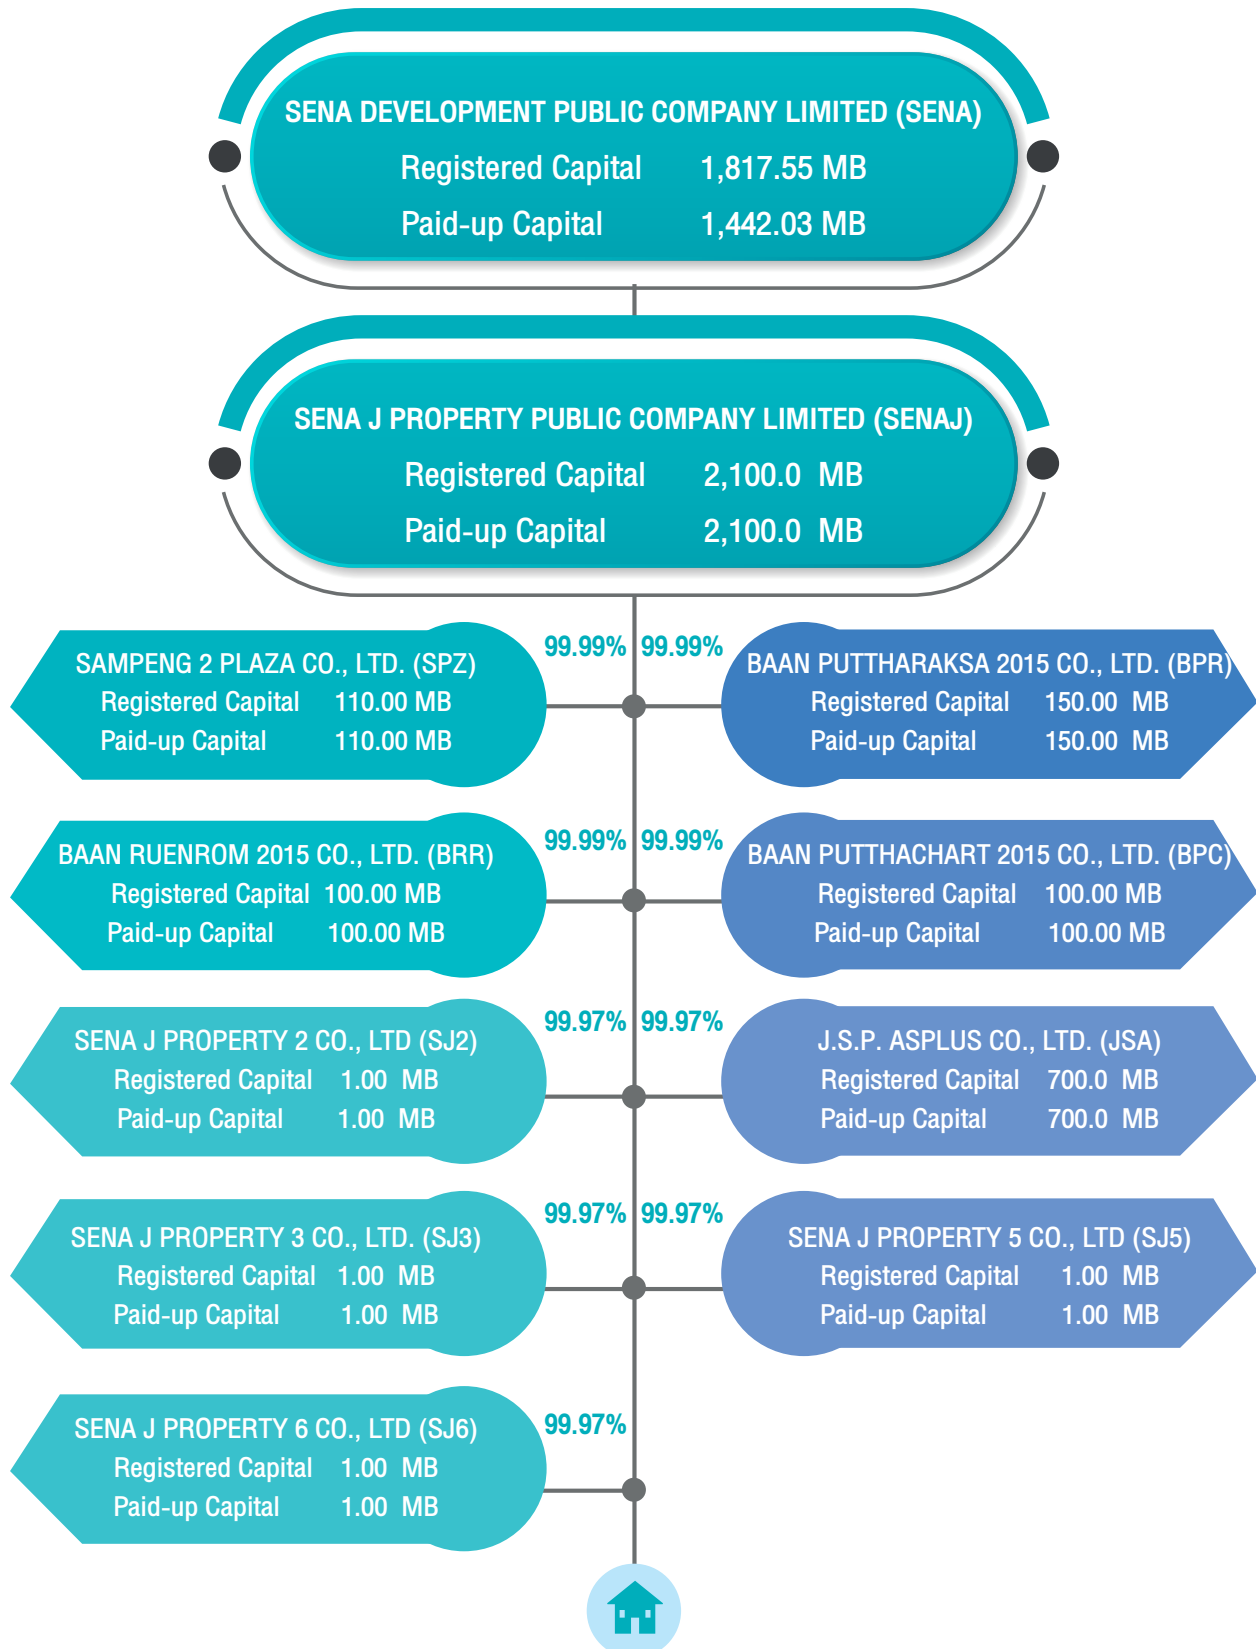 SENA DEVELOPMENT PUBLIC COMPANY LIMITED (SENA)
Registered Capital 1,817.55 MB
Paid-up Capital 1,442.03 MB
SENA J PROPERTY PUBLIC COMPANY LIMITED (SENAJ)
Registered Capital 2,100.0 MB
Paid-up Capital 2,100.0 MB
99.99% 99.99%
SAMPENG 2 PLAZA CO., LTD. (SPZ)
Registered Capital 110.00 MB
Paid-up Capital 110.00 MB
BAAN PUTTHARAKSA 2015 CO., LTD. (BPR)
Registered Capital 150.00 MB
Paid-up Capital 150.00 MB
99.99% 99.99%
BAAN RUENROM 2015 CO., LTD. (BRR)
Registered Capital 100.00 MB
Paid-up Capital 100.00 MB
BAAN PUTTHACHART 2015 CO., LTD. (BPC)
Registered Capital 100.00 MB
Paid-up Capital 100.00 MB
99.97% 99.97%
SENA J PROPERTY 2 CO., LTD (SJ2)
Registered Capital 1.00 MB
Paid-up Capital 1.00 MB
J.S.P. ASPLUS CO., LTD. (JSA)
Registered Capital 700.0 MB
Paid-up Capital 700.0 MB
99.97% 99.97%
SENA J PROPERTY 3 CO., LTD. (SJ3)
Registered Capital 1.00 MB
Paid-up Capital 1.00 MB
SENA J PROPERTY 5 CO., LTD (SJ5)
Registered Capital 1.00 MB
Paid-up Capital 1.00 MB
99.97%
SENA J PROPERTY 6 CO., LTD (SJ6)
Registered Capital 1.00 MB
Paid-up Capital 1.00 MB